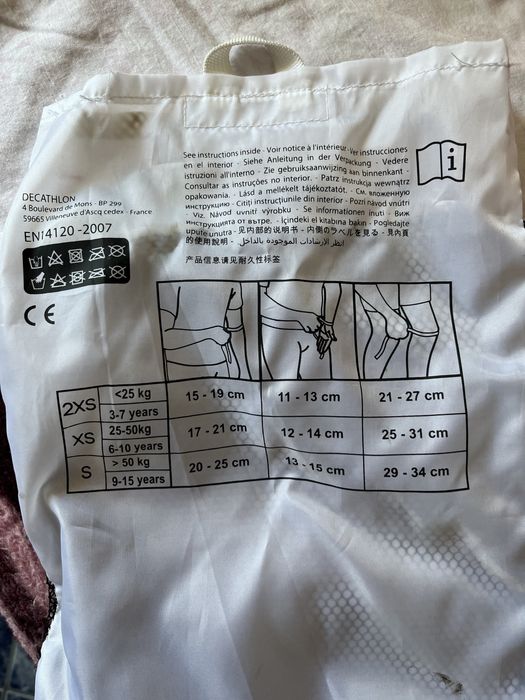 See instructions inside - Voir notice à l'intérieur - Ver instrucciones
en el interior - Siehe Anleitung in der Verpackung - Vedere
istruzioni all'interno - Zie gebruiksaanwijzing aan binnenkant -
Consultar as instruções no interior. - Patrz instrukcja wewnątrz
opakowania. - Lásd a mellékelt tájékoztatót. - См. вложенную
инструкцию - Citiți instrucțiunile din interior - Pozri návod vnútri
- Viz. Návod uvnitř výrobku - Se informationen inuti - Виж
инструкцията отвътре. - İçindeki el kitabına bakın - Pogledajte
upute unutra - 见内部的说明书 - 内側のラベルを見る - 見內頁
的使用說明 - انظر الإرشادات الموجودة بالداخل
产品信息请见耐久性标签
DECATHLON
4 Boulevard de Mons - BP 299
59665 Villeneuve d'Ascq cedex - France
EN14120 -2007
CE
2XS <25 kg 15 - 19 cm 11 - 13 cm 21 - 27 cm
3-7 years
XS 25-50kg 17 - 21 cm 12 - 14 cm 25 - 31 cm
6-10 years
S > 50 kg 20 - 25 cm 13 - 15 cm 29 - 34 cm
9-15 years